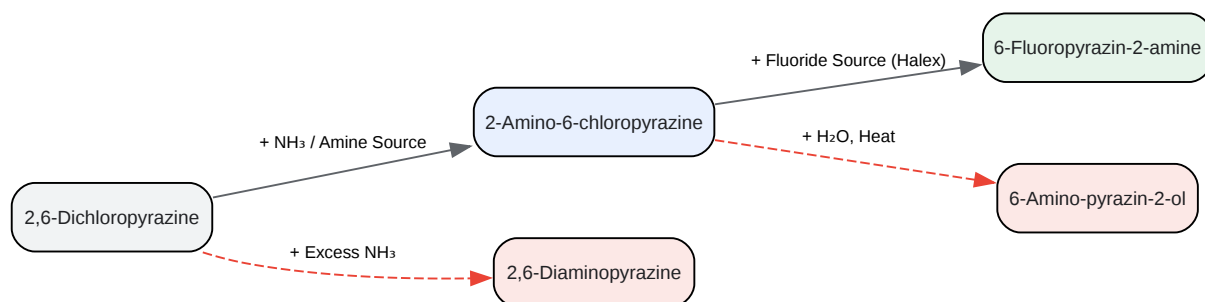 6-Fluoropyrazin-2-amine
+ Fluoride Source (Halex)
2-Amino-6-chloropyrazine
+ H₂O, Heat
+ NH₃ / Amine Source
6-Amino-pyrazin-2-ol
2,6-Dichloropyrazine
+ Excess NH₃
2,6-Diaminopyrazine